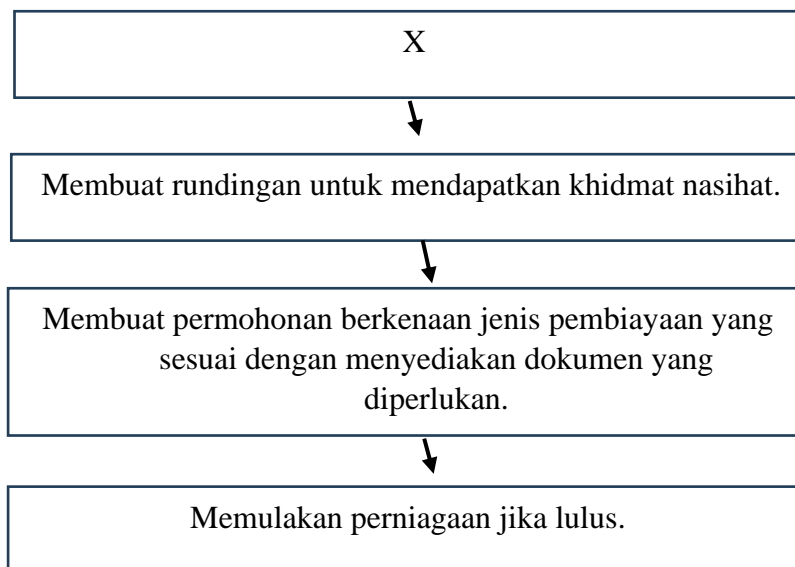 X
Membuat rundingan untuk mendapatkan khidmat nasihat.
Membuat permohonan berkenaan jenis pembiayaan yang
sesuai dengan menyediakan dokumen yang
diperlukan.
Memulakan perniagaan jika lulus.